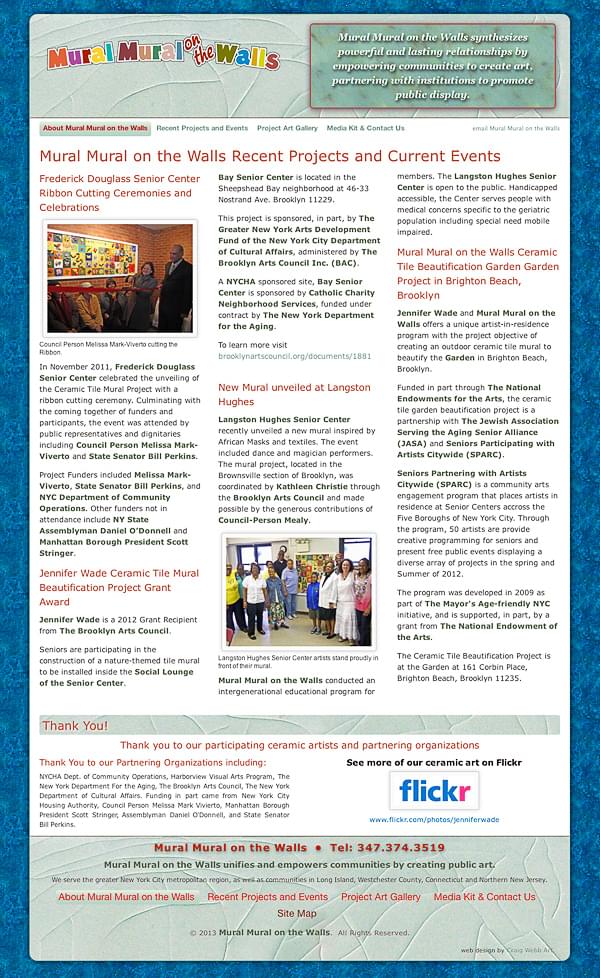 Mural Mural on the Walls
Mural Mural on the Walls synthesizes
powerful and lasting relationships by
empowering communities to create art,
partnering with institutions to promote
public display.
About Mural Mural on the Walls Recent Projects and Events Project Art Gallery Media Kit & Contact Us email Mural Mural on the Walls
Mural Mural on the Walls Recent Projects and Current Events
Frederick Douglass Senior Center
Ribbon Cutting Ceremonies and
Celebrations
Council Person Melissa Mark-Viverto cutting the
Ribbon.
In November 2011, Frederick Douglass
Senior Center celebrated the unveiling of
the Ceramic Tile Mural Project with a
ribbon cutting ceremony. Culminating with
the coming together of funders and
participants, the event was attended by
public representatives and dignitaries
including Council Person Melissa Mark-
Viverto and State Senator Bill Perkins.
Project Funders included Melissa Mark-
Viverto, State Senator Bill Perkins, and
NYC Department of Community
Operations. Other funders not in
attendance include NY State
Assemblyman Daniel O'Donnell and
Manhattan Borough President Scott
Stringer.
Jennifer Wade Ceramic Tile Mural
Beautification Project Grant
Award
Jennifer Wade is a 2012 Grant Recipient
from The Brooklyn Arts Council.
Seniors are participating in the
construction of a nature-themed tile mural
to be installed inside the Social Lounge
of the Senior Center.
Bay Senior Center is located in the
Sheepshead Bay neighborhood at 46-33
Nostrand Ave. Brooklyn 11229.
This project is sponsored, in part, by The
Greater New York Arts Development
Fund of the New York City Department
of Cultural Affairs, administered by The
Brooklyn Arts Council Inc. (BAC).
A NYCHA sponsored site, Bay Senior
Center is sponsored by Catholic Charity
Neighborhood Services, funded under
contract by The New York Department
for the Aging.
To learn more visit
brooklynartscouncil.org/documents/1881
New Mural unveiled at Langston
Hughes
Langston Hughes Senior Center
recently unveiled a new mural inspired by
African Masks and textiles. The event
included dance and magician performers.
The mural project, located in the
Brownsville section of Brooklyn, was
coordinated by Kathleen Christie through
the Brooklyn Arts Council and made
possible by the generous contributions of
Council-Person Mealy.
Langston Hughes Senior Center artists stand proudly in
front of their mural.
Mural Mural on the Walls conducted an
intergenerational educational program for
members. The Langston Hughes Senior
Center is open to the public. Handicapped
accessible, the Center serves people with
medical concerns specific to the geriatric
population including special need mobile
impaired.
Mural Mural on the Walls Ceramic
Tile Beautification Garden Garden
Project in Brighton Beach,
Brooklyn
Jennifer Wade and Mural Mural on the
Walls offers a unique artist-in-residence
program with the project objective of
creating an outdoor ceramic tile mural to
beautify the Garden in Brighton Beach,
Brooklyn.
Funded in part through The National
Endowments for the Arts, the ceramic
tile garden beautification project is a
partnership with The Jewish Association
Serving the Aging Senior Alliance
(JASA) and Seniors Participating with
Artists Citywide (SPARC).
Seniors Partnering with Artists
Citywide (SPARC) is a community arts
engagement program that places artists in
residence at Senior Centers accross the
Five Boroughs of New York City. Through
the program, 50 artists are provide
creative programming for seniors and
present free public events displaying a
diverse array of projects in the spring and
Summer of 2012.
The program was developed in 2009 as
part of The Mayor's Age-friendly NYC
initiative, and is supported, in part, by a
grant from The National Endowment of
the Arts.
The Ceramic Tile Beautification Project is
at the Garden at 161 Corbin Place,
Brighton Beach, Brooklyn 11235.
Thank You!
Thank you to our participating ceramic artists and partnering organizations
Thank You to our Partnering Organizations including:
NYCHA Dept. of Community Operations, Harborview Visual Arts Program, The
New York Department For the Aging, The Brooklyn Arts Council, The New York
Department of Cultural Affairs. Funding in part came from New York City
Housing Authority, Council Person Melissa Mark Viverto, Manhattan Borough
President Scott Stringer, Assemblyman Daniel O'Donnell, and State Senator
Bill Perkins.
See more of our ceramic art on Flickr
flickr
www.flickr.com/photos/jenniferwade
Mural Mural on the Walls • Tel: 347.374.3519
Mural Mural on the Walls unifies and empowers communities by creating public art.
We serve the greater New York City metropolitan region, as well as communities in Long Island, Westchester County, Connecticut and Northern New Jersey.
About Mural Mural on the Walls Recent Projects and Events Project Art Gallery Media Kit & Contact Us
Site Map
© 2013 Mural Mural on the Walls. All Rights Reserved.
web design by Craig Webb Art.